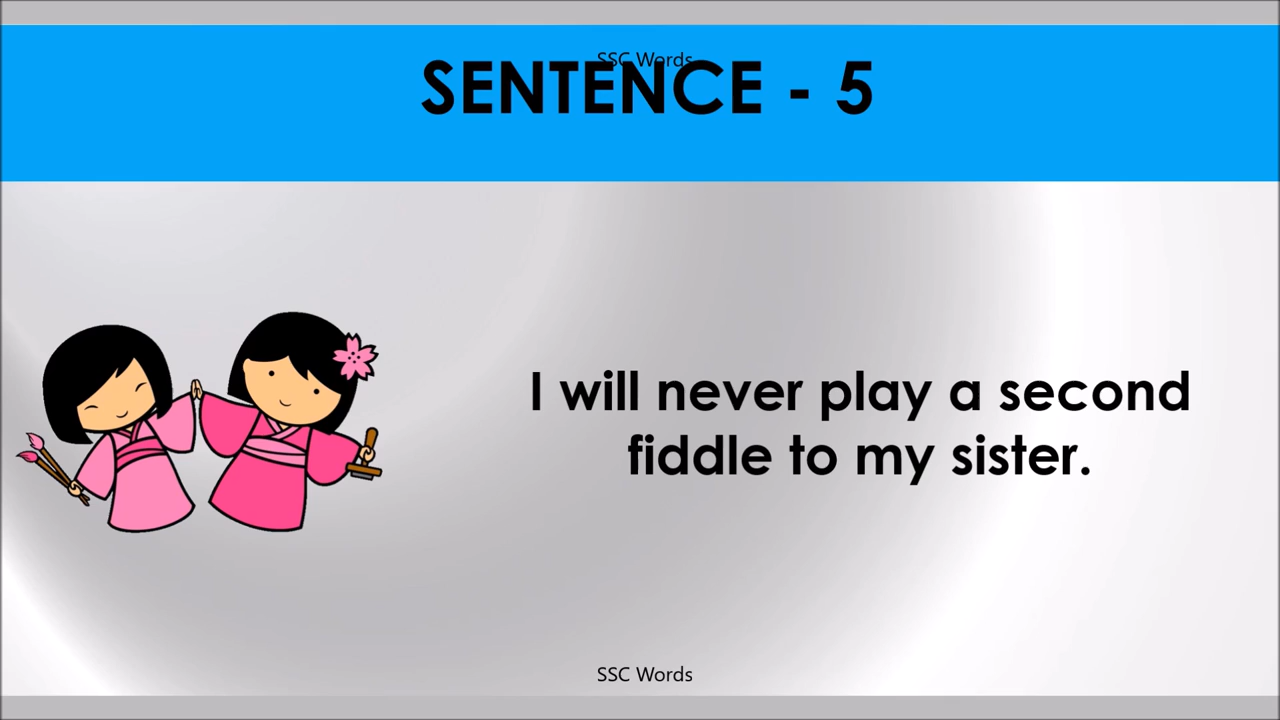 SSC Words
SENTENCE - 5
I will never play a second
fiddle to my sister.
SSC Words